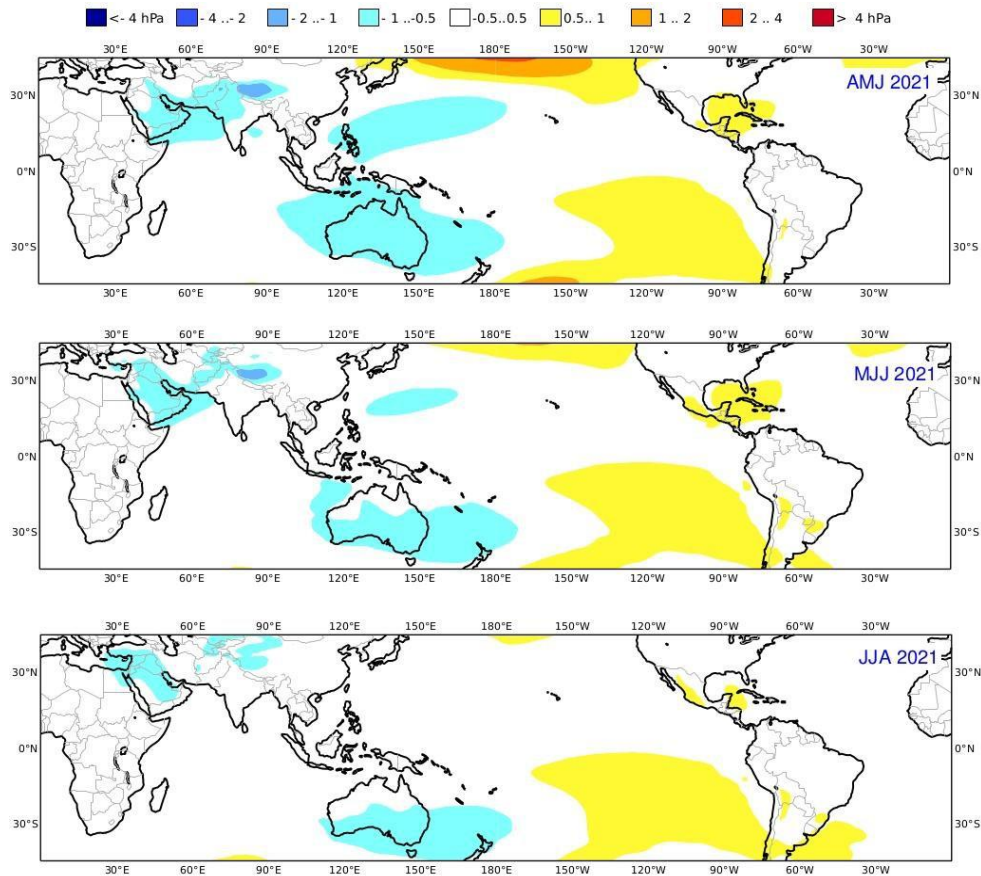 <- 4 hPa - 4 ..- 2 - 2 ..- 1 - 1 ..-0.5 -0.5..0.5 0.5.. 1 1 .. 2 2 .. 4 > 4 hPa
30°E 60°E 90°E 120°E 150°E 180°E 150°W 120°W 90°W 60°W 30°W
AMJ 2021
30°N 30°N
0°N 0°N
30°S 30°S
30°E 60°E 90°E 120°E 150°E 180°W 150°W 120°W 90°W 60°W 30°W
30°E 60°E 90°E 120°E 150°E 180°E 150°W 120°W 90°W 60°W 30°W
MJJ 2021
30°N 30°N
0°N 0°N
30°S 30°S
30°E 60°E 90°E 120°E 150°E 180°W 150°W 120°W 90°W 60°W 30°W
30°E 60°E 90°E 120°E 150°E 180°E 150°W 120°W 90°W 60°W 30°W
JJA 2021
30°N 30°N
0°N 0°N
30°S 30°S
30°E 60°E 90°E 120°E 150°E 180°W 150°W 120°W 90°W 60°W 30°W